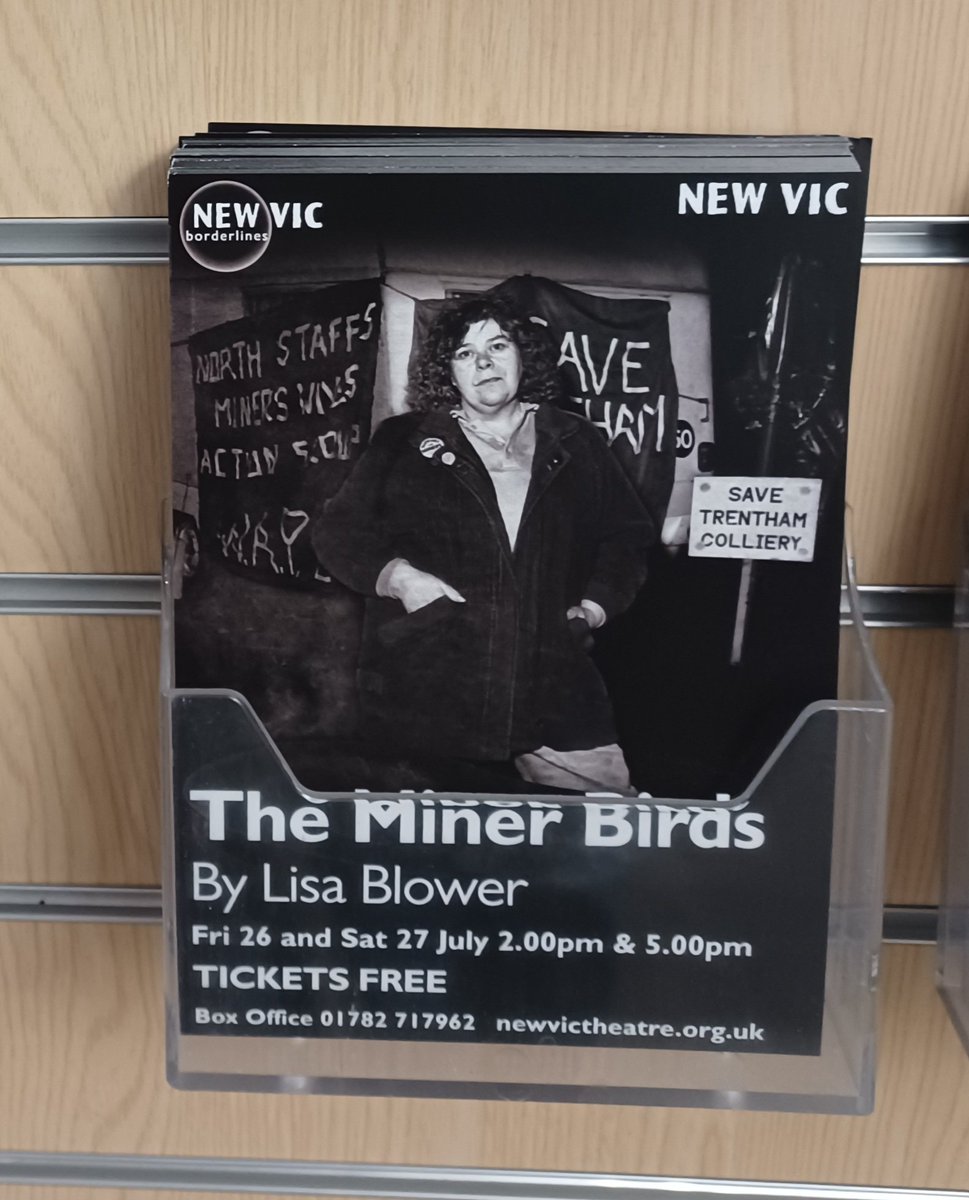 NEW VIC
borderlines
NEW VIC
NORTH STAFFS
MINERS WIVES
ACTION
AVE
HAM
SAVE
TRENTHAM
COLLIERY
The Miner Birds
By Lisa Blower
Fri 26 and Sat 27 July 2.00pm & 5.00pm
TICKETS FREE
Box Office 01782 717962 newvictheatre.org.uk